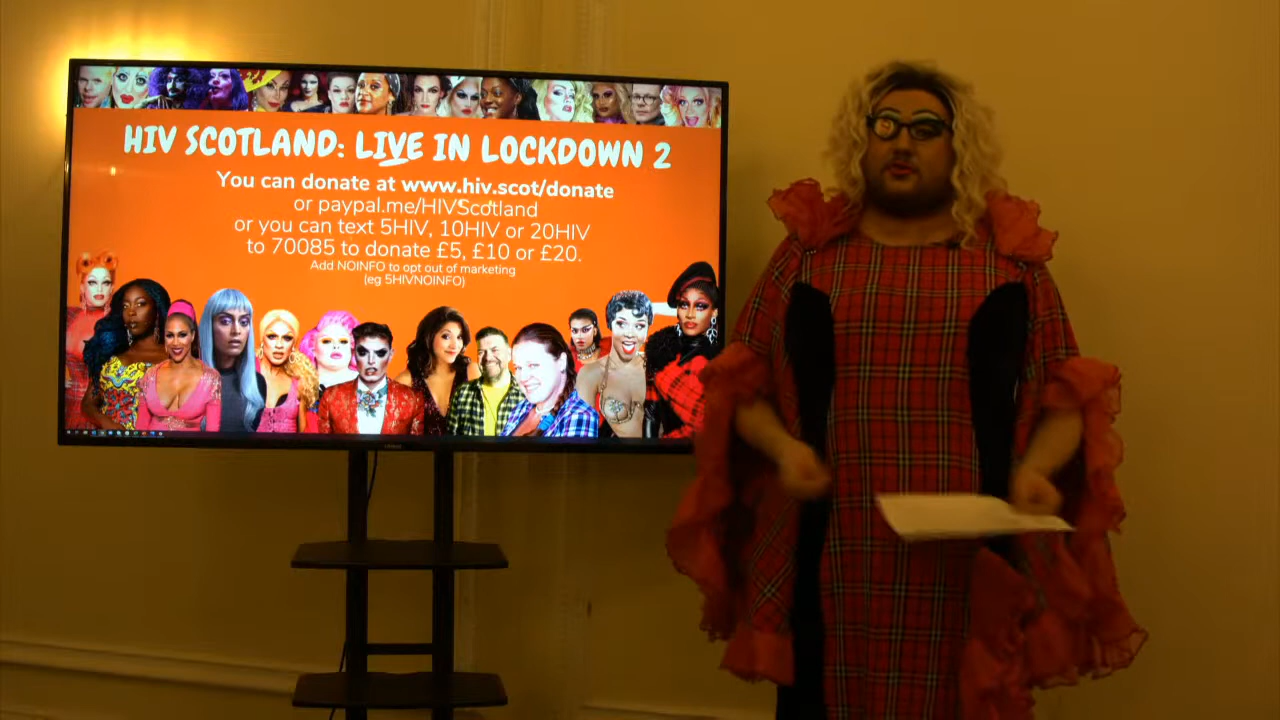 HIV SCOTLAND: LIVE IN LOCKDOWN 2
You can donate at www.hiv.scot/donate
or paypal.me/HIVScotland
or you can text 5HIV, 10HIV or 20HIV
to 70085 to donate £5, £10 or £20.
Add NOINFO to opt out of marketing
(eg 5HIVNOINFO)